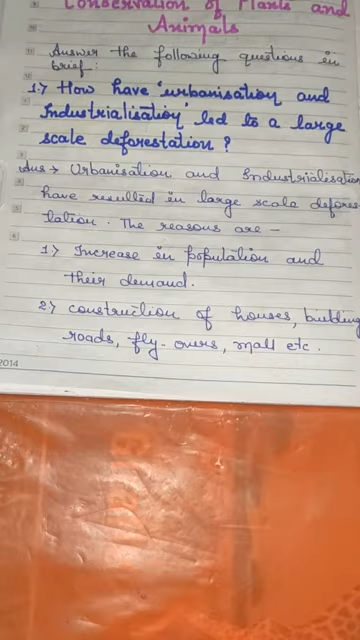 Conservation of Plants and
Animals
Answer the following questions in
brief:
1.> How have 'urbanisation and
Industrialisation' led to a large
scale deforestation ?
Ans → Urbanisation and Industrialisation
have resulted in large scale defores-
tation. The reasons are —
1) Increase in population and
their demand.
2) construction of houses, building
roads, fly-overs, mall etc.
2014